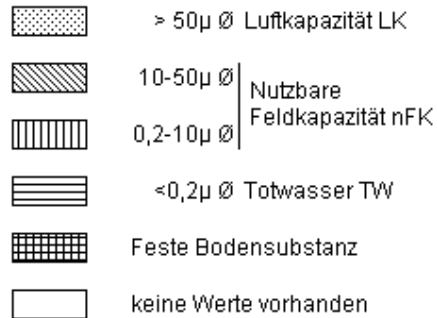 > 50µ Ø Luftkapazität LK
10-50µ Ø
Nutzbare
Feldkapazität nFK
0,2-10µ Ø
<0,2µ Ø Totwasser TW
Feste Bodensubstanz
keine Werte vorhanden